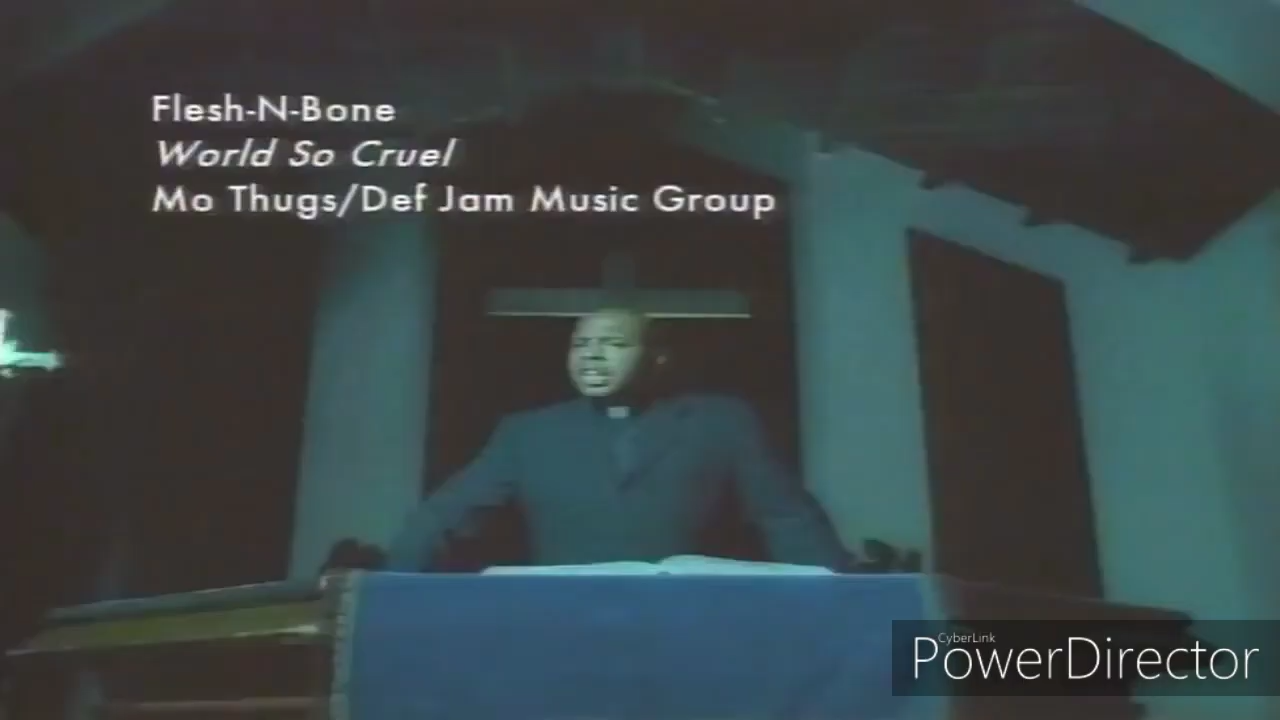 Flesh-N-Bone
World So Cruel
Mo Thugs/Def Jam Music Group
CyberLink
PowerDirector